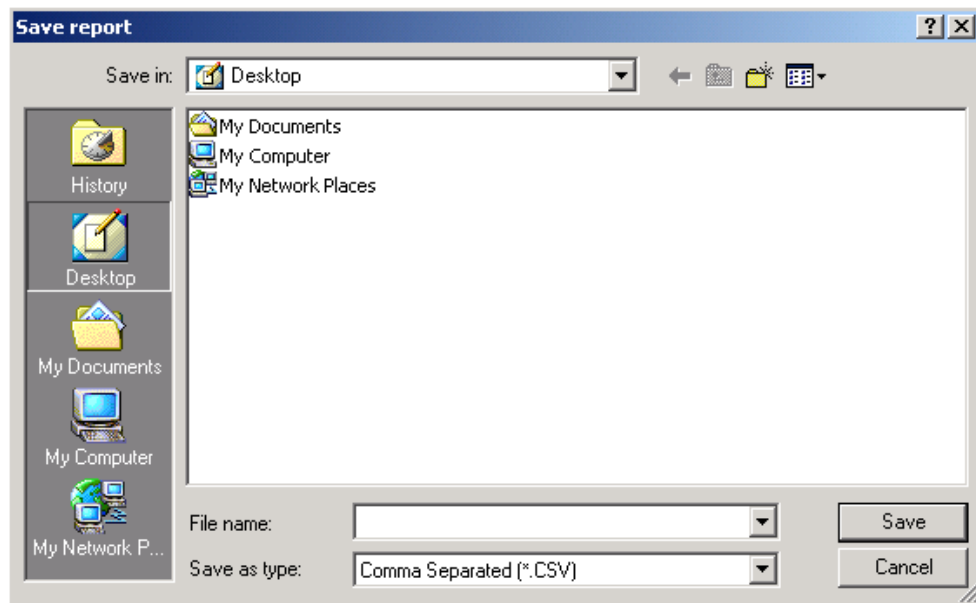 Save report
Save in: Desktop
My Documents
My Computer
My Network Places
History
Desktop
My Documents
My Computer
My Network P...
File name:
Save
Save as type: Comma Separated (*.CSV)
Cancel